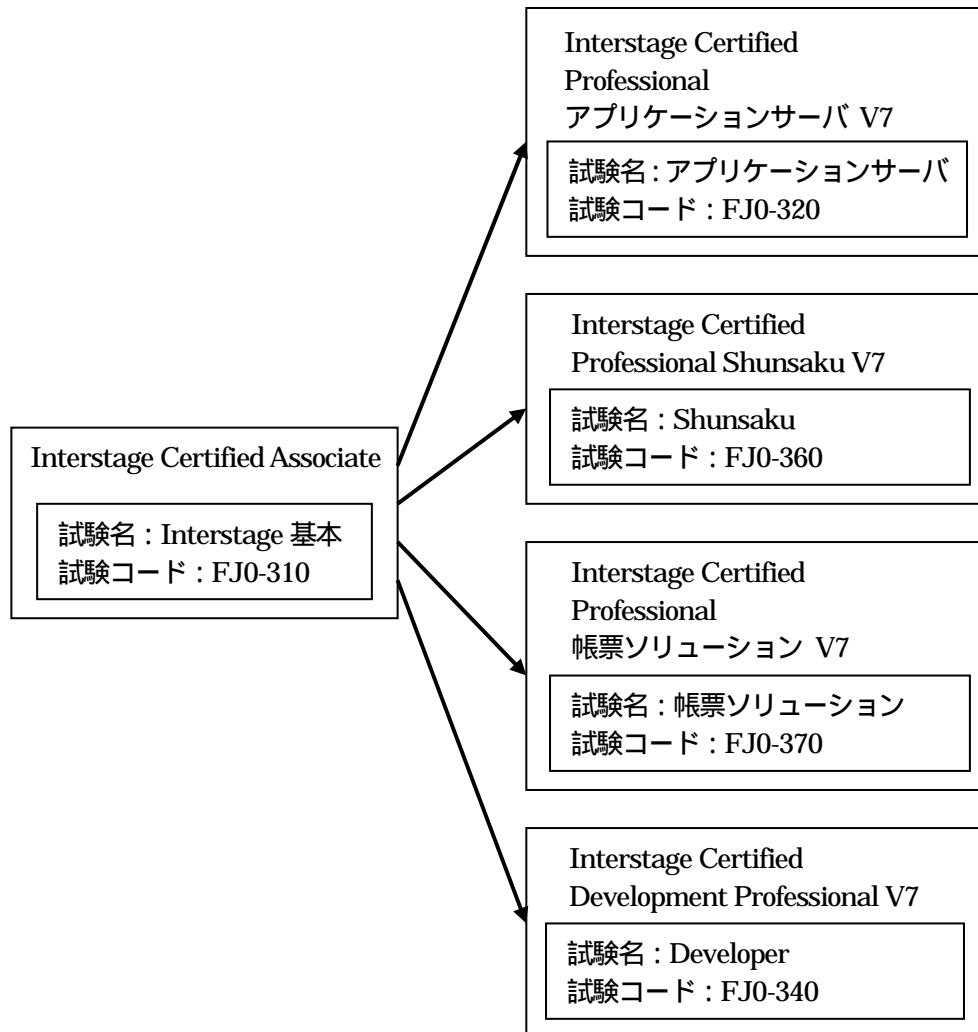 Interstage Certified Associate
試験名：Interstage 基本
試験コード：FJ0-310
Interstage Certified
Professional
アプリケーションサーバ V7
試験名：アプリケーションサーバ
試験コード：FJ0-320
Interstage Certified
Professional Shunsaku V7
試験名：Shunsaku
試験コード：FJ0-360
Interstage Certified
Professional
帳票ソリューション V7
試験名：帳票ソリューション
試験コード：FJ0-370
Interstage Certified
Development Professional V7
試験名：Developer
試験コード：FJ0-340